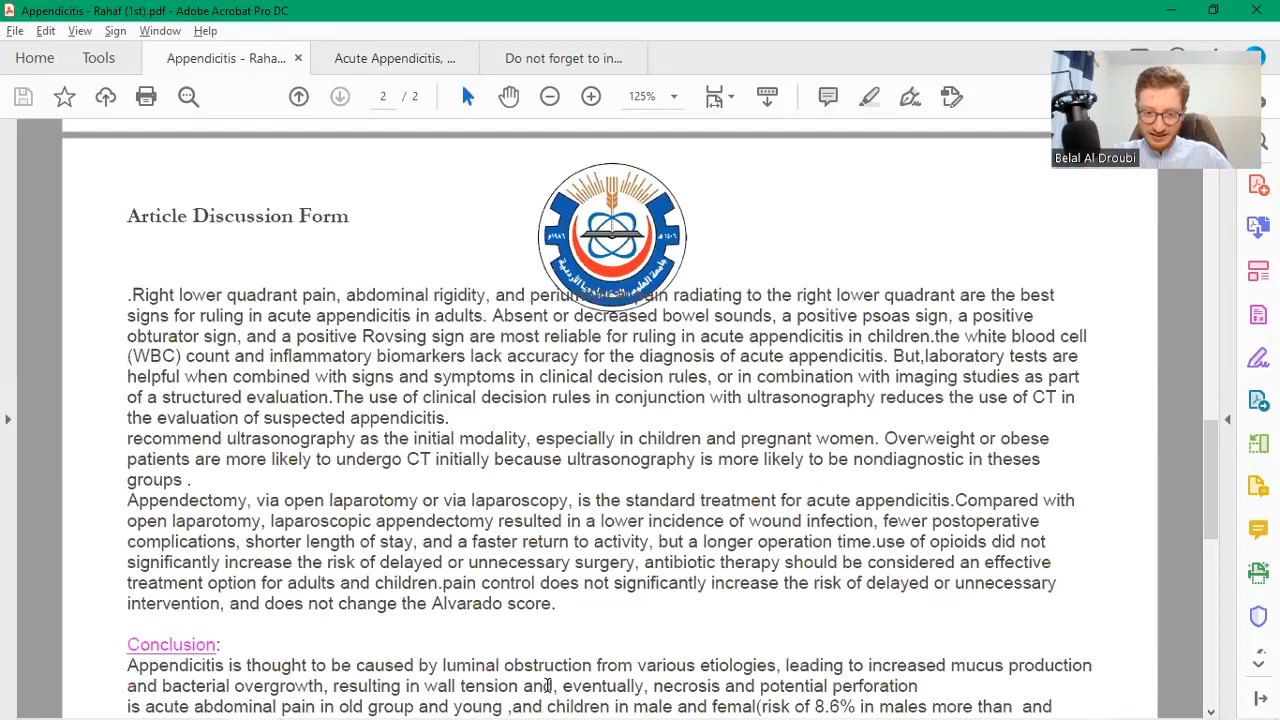 Appendicitis - Rahaf (1st).pdf - Adobe Acrobat Pro DC
File Edit View Sign Window Help
Home Tools Appendicitis - Raha... × Acute Appendicitis, ... Do not forget to in...
2 / 2 125%
Belal Al Droubi
Article Discussion Form
.Right lower quadrant pain, abdominal rigidity, and pain radiating to the right lower quadrant are the best
signs for ruling in acute appendicitis in adults. Absent or decreased bowel sounds, a positive psoas sign, a positive
obturator sign, and a positive Rovsing sign are most reliable for ruling in acute appendicitis in children.the white blood cell
(WBC) count and inflammatory biomarkers lack accuracy for the diagnosis of acute appendicitis. But,laboratory tests are
helpful when combined with signs and symptoms in clinical decision rules, or in combination with imaging studies as part
of a structured evaluation.The use of clinical decision rules in conjunction with ultrasonography reduces the use of CT in
the evaluation of suspected appendicitis.
recommend ultrasonography as the initial modality, especially in children and pregnant women. Overweight or obese
patients are more likely to undergo CT initially because ultrasonography is more likely to be nondiagnostic in theses
groups .
Appendectomy, via open laparotomy or via laparoscopy, is the standard treatment for acute appendicitis.Compared with
open laparotomy, laparoscopic appendectomy resulted in a lower incidence of wound infection, fewer postoperative
complications, shorter length of stay, and a faster return to activity, but a longer operation time.use of opioids did not
significantly increase the risk of delayed or unnecessary surgery, antibiotic therapy should be considered an effective
treatment option for adults and children.pain control does not significantly increase the risk of delayed or unnecessary
intervention, and does not change the Alvarado score.
Conclusion:
Appendicitis is thought to be caused by luminal obstruction from various etiologies, leading to increased mucus production
and bacterial overgrowth, resulting in wall tension and, eventually, necrosis and potential perforation
is acute abdominal pain in old group and young ,and children in male and femal(risk of 8.6% in males more than and